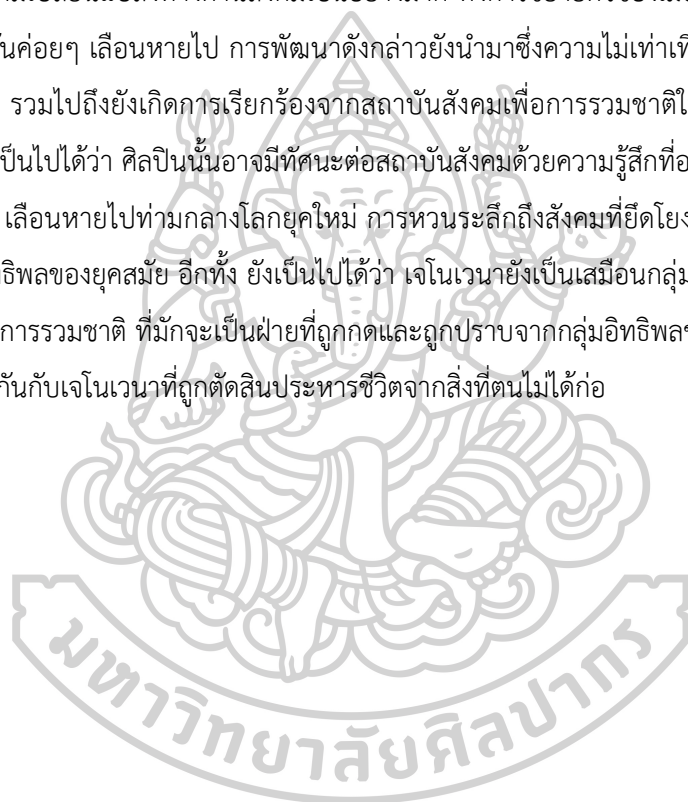 ันค่อยๆ เลือนหายไป การพัฒนาดังกล่าวยังนำมาซึ่งความไม่เท่าเที
รวมไปถึงยังเกิดการเรียกร้องจากสถาบันสังคมเพื่อการรวมชาติใ
เป็นไปได้ว่า ศิลปินนั้นอาจมีทัศนะต่อสถาบันสังคมด้วยความรู้สึกที่อ
เลือนหายไปท่ามกลางโลกยุคใหม่ การหวนระลึกถึงสังคมที่ยึดโยง
ทธิพลของยุคสมัย อีกทั้ง ยังเป็นไปได้ว่า เจโนเวนายังเป็นเสมือนกลุ่ม
การรวมชาติ ที่มักจะเป็นฝ่ายที่ถูกกดและถูกปราบจากกลุ่มอิทธิพล
กันกับเจโนเวนาที่ถูกตัดสินประหารชีวิตจากสิ่งที่ตนไม่ได้ก่อ
มหาวิทยาลัยศิลปากร